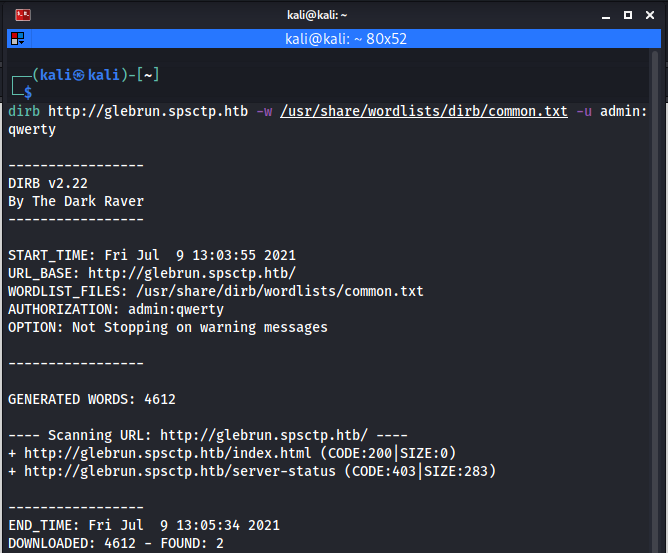 kali@kali: ~
kali@kali: ~ 80x52
┌──(kali㉿kali)-[~]
└─$
dirb http://glebrun.spsctp.htb -w /usr/share/wordlists/dirb/common.txt -u admin:
qwerty
-----------------
DIRB v2.22
By The Dark Raver
-----------------
START_TIME: Fri Jul  9 13:03:55 2021
URL_BASE: http://glebrun.spsctp.htb/
WORDLIST_FILES: /usr/share/dirb/wordlists/common.txt
AUTHORIZATION: admin:qwerty
OPTION: Not Stopping on warning messages
-----------------
GENERATED WORDS: 4612
---- Scanning URL: http://glebrun.spsctp.htb/ ----
+ http://glebrun.spsctp.htb/index.html (CODE:200|SIZE:0)
+ http://glebrun.spsctp.htb/server-status (CODE:403|SIZE:283)
-----------------
END_TIME: Fri Jul  9 13:05:34 2021
DOWNLOADED: 4612 - FOUND: 2